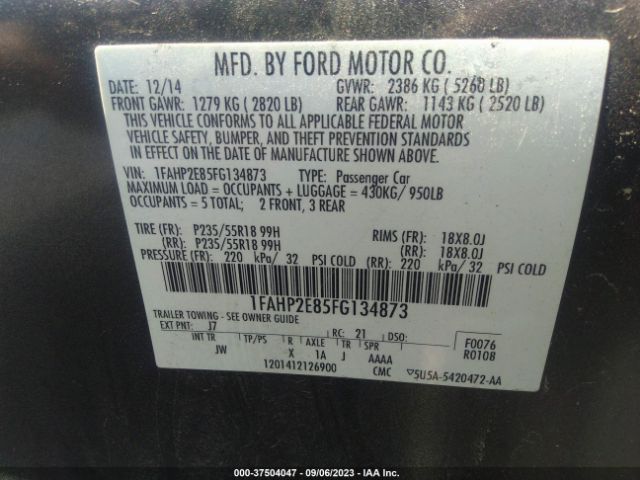 MFD. BY FORD MOTOR CO.
DATE: 12/14 GVWR: 2386 KG ( 5260 LB)
FRONT GAWR: 1279 KG ( 2820 LB) REAR GAWR: 1143 KG ( 2520 LB)
THIS VEHICLE CONFORMS TO ALL APPLICABLE FEDERAL MOTOR
VEHICLE SAFETY, BUMPER, AND THEFT PREVENTION STANDARDS
IN EFFECT ON THE DATE OF MANUFACTURE SHOWN ABOVE.
VIN: 1FAHP2E85FG134873 TYPE: Passenger Car
MAXIMUM LOAD = OCCUPANTS + LUGGAGE = 430KG/ 950LB
OCCUPANTS = 5 TOTAL; 2 FRONT, 3 REAR
TIRE (FR): P235/55R18 99H RIMS (FR): 18X8.0J
(RR): P235/55R18 99H (RR): 18X8.0J
PRESSURE (FR): 220 kPa/ 32 PSI COLD (RR): 220 kPa/ 32 PSI COLD
1FAHP2E85FG134873
TRAILER TOWING - SEE OWNER GUIDE
EXT PNT: J7 RC: 21 DSO: F0076
INT TR TP/PS R AXLE TR SPR R0108
JW X 1A J AAAA
1201412126900 CMC ▽5U5A-5420472-AA
000-37504047 - 09/06/2023 - IAA Inc.